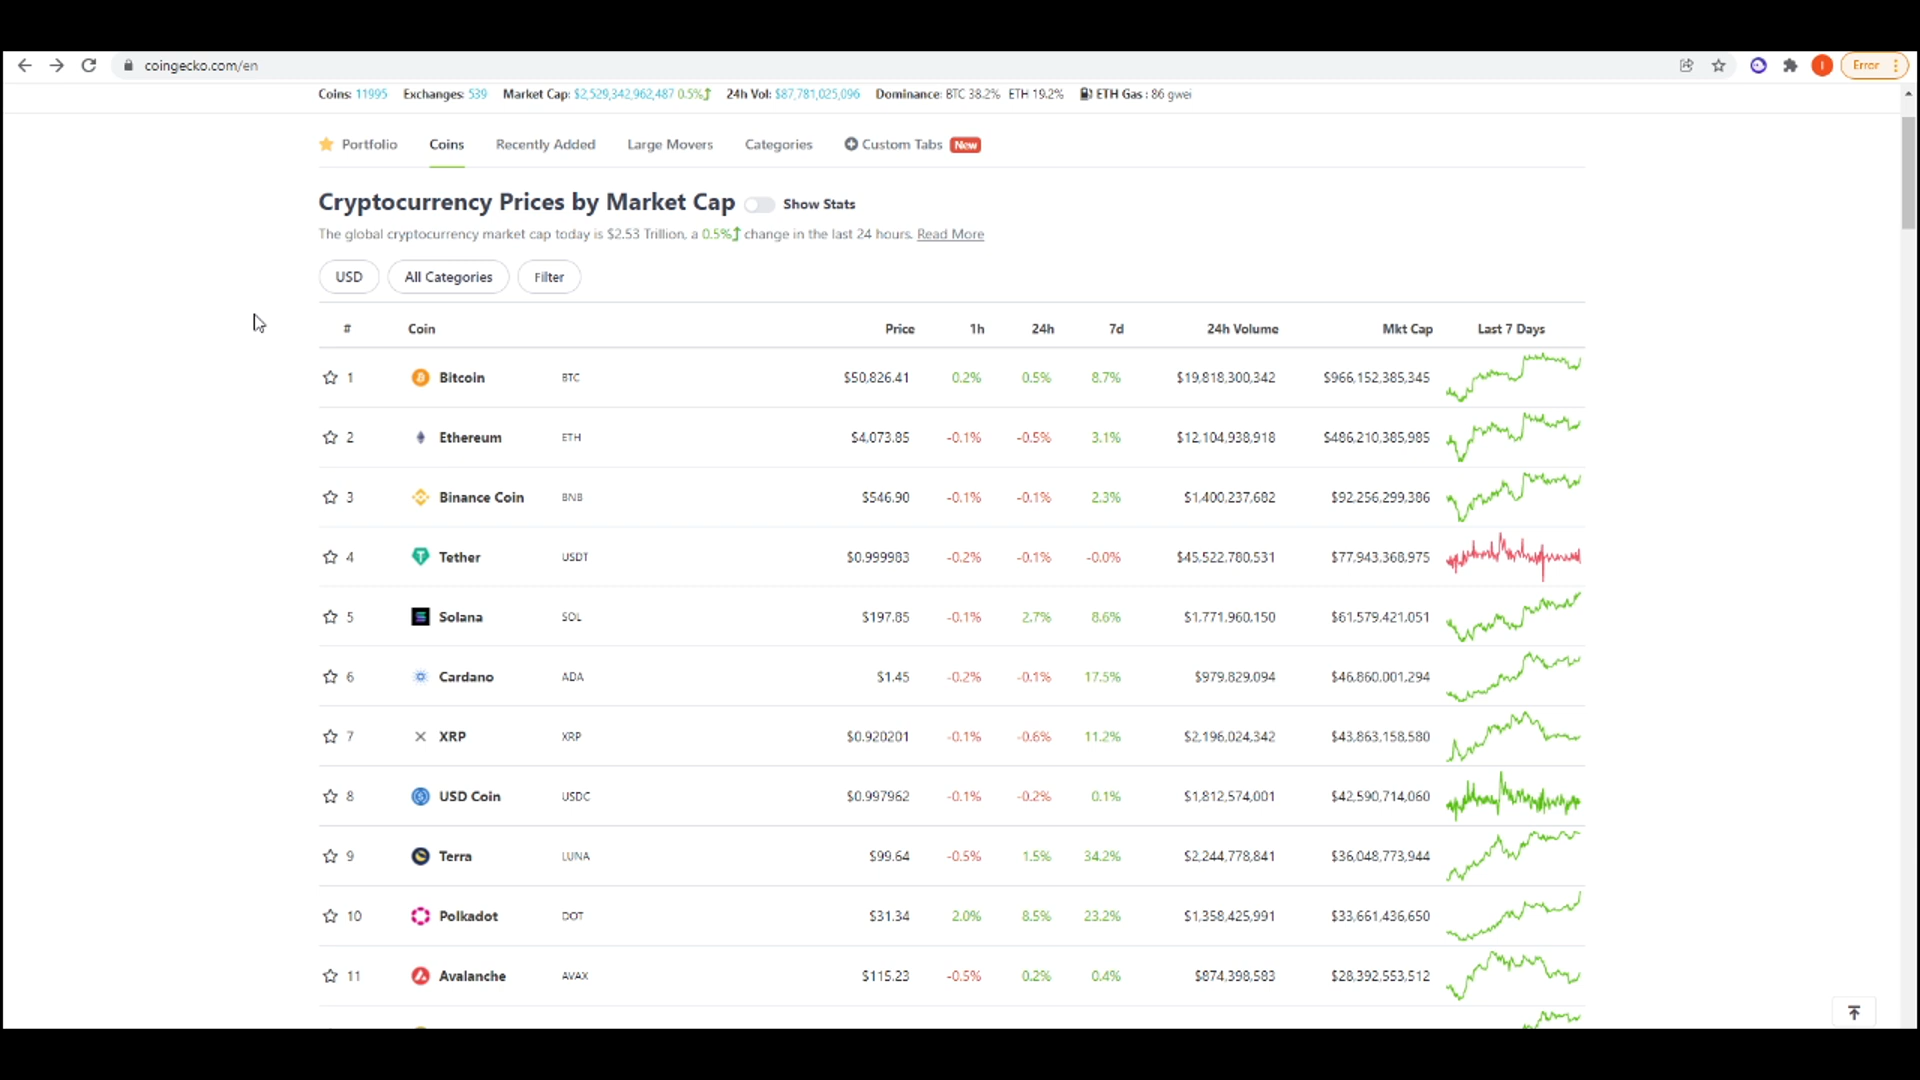 coingecko.com/en
Error
Coins: 11995 Exchanges: 539 Market Cap: $2,529,342,962,487 0.5% 24h Vol: $87,781,025,096 Dominance: BTC 38.2% ETH 19.2% ETH Gas : 86 gwei
Portfolio Coins Recently Added Large Movers Categories Custom Tabs New
Cryptocurrency Prices by Market Cap Show Stats
The global cryptocurrency market cap today is $2.53 Trillion, a 0.5% change in the last 24 hours. Read More
USD All Categories Filter
# Coin Price 1h 24h 7d 24h Volume Mkt Cap Last 7 Days
1 Bitcoin BTC $50,826.41 0.2% 0.5% 8.7% $19,818,300,342 $966,152,385,345
2 Ethereum ETH $4,073.85 -0.1% -0.5% 3.1% $12,104,938,918 $486,210,385,985
3 Binance Coin BNB $546.90 -0.1% -0.1% 2.3% $1,400,237,682 $92,256,299,386
4 Tether USDT $0.999983 -0.2% -0.1% -0.0% $45,522,780,531 $77,943,368,975
5 Solana SOL $197.85 -0.1% 2.7% 8.6% $1,771,960,150 $61,579,421,051
6 Cardano ADA $1.45 -0.2% -0.1% 17.5% $979,829,094 $46,860,001,294
7 XRP XRP $0.920201 -0.1% -0.6% 11.2% $2,196,024,342 $43,863,158,580
8 USD Coin USDC $0.997962 -0.1% -0.2% 0.1% $1,812,574,001 $42,590,714,060
9 Terra LUNA $99.64 -0.5% 1.5% 34.2% $2,244,778,841 $36,048,773,944
10 Polkadot DOT $31.34 2.0% 8.5% 23.2% $1,358,425,991 $33,661,436,650
11 Avalanche AVAX $115.23 -0.5% 0.2% 0.4% $874,398,583 $28,392,553,512